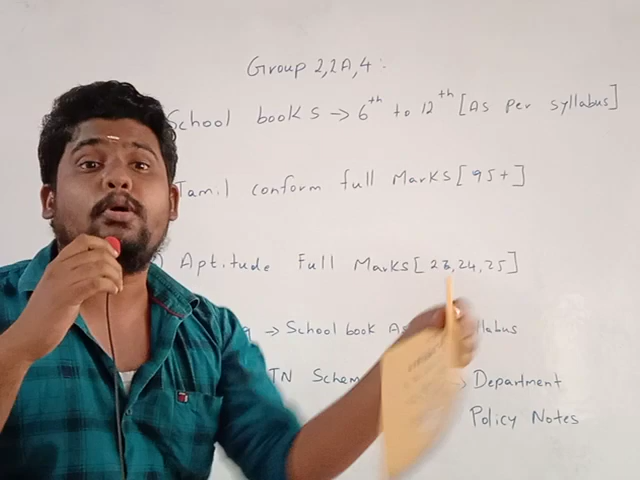 Group 2,2A,4:
School books → 6th to 12th [As per syllabus]
Tamil conform full Marks [95+]
) Aptitude Full Marks [23,24,25]
→ School book As
TN → Department
Policy Notes